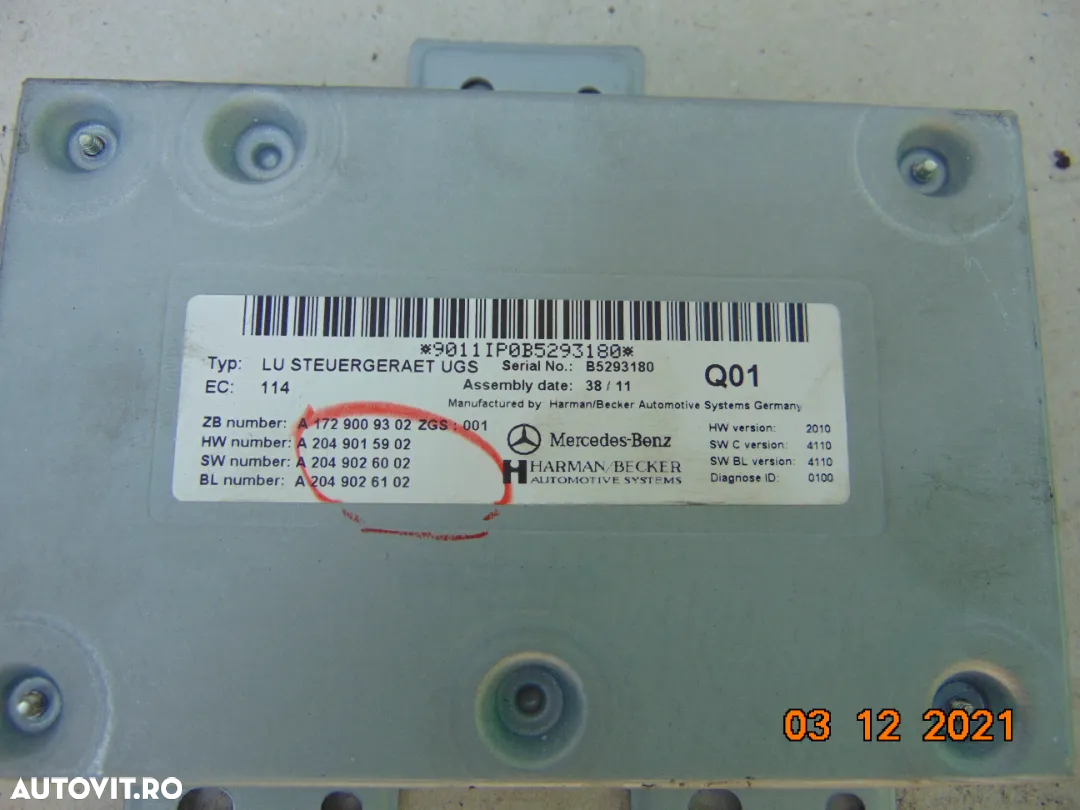 *9011IP0B5293180*
Typ: LU STEUERGERAET UGS Serial No.: B5293180
EC: 114 Assembly date: 38 / 11 Q01
Manufactured by: Harman/Becker Automotive Systems Germany
ZB number: A 172 900 93 02 ZGS : 001
HW number: A 204 901 59 02
SW number: A 204 902 60 02
BL number: A 204 902 61 02
Mercedes-Benz
HARMAN/BECKER
AUTOMOTIVE SYSTEMS
HW version: 2010
SW C version: 4110
SW BL version: 4110
Diagnose ID: 0100
03 12 2021
AUTOVIT.RO